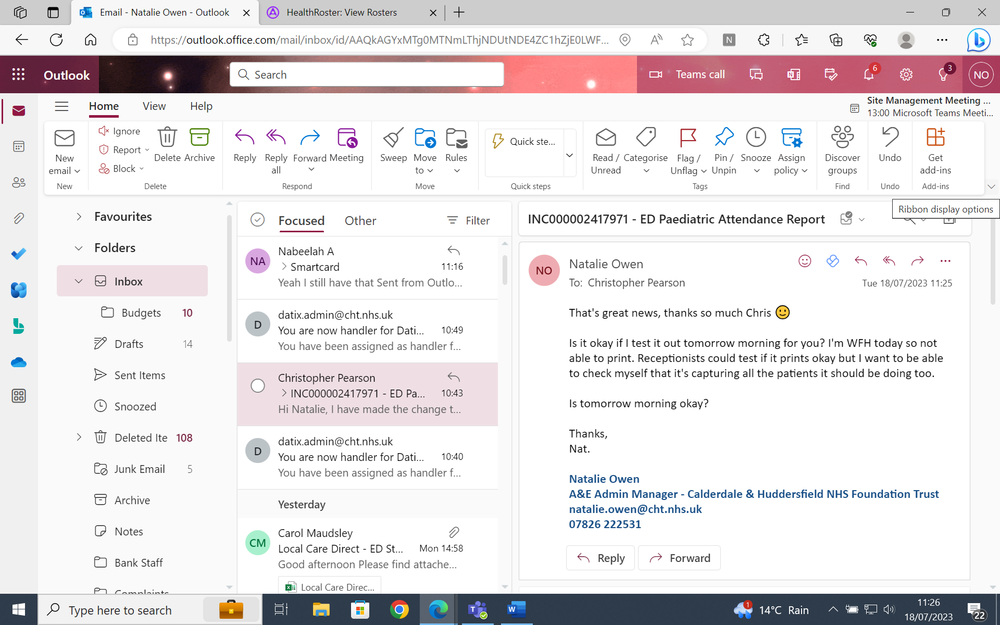 Email - Natalie Owen - Outlook
HealthRoster: View Rosters
https://outlook.office.com/mail/inbox/id/AAQkAGYxMTg0MTNmLThjNDUtNDE4ZC1hZjE0LWF...
Outlook
Search
Teams call
6
3
NO
Home
View
Help
Site Management Meeting ...
13:00 Microsoft Teams Meeti...
New email
Ignore
Report
Block
Delete
Archive
Reply
Reply all
Forward
Meeting
Sweep
Move to
Rules
Quick ste...
Read / Unread
Categorise
Flag / Unflag
Pin / Unpin
Snooze
Assign policy
Discover groups
Undo
Get add-ins
New
Delete
Respond
Move
Quick steps
Tags
Find
Undo
Add-ins
Ribbon display options
Favourites
Folders
Inbox
Budgets 10
Drafts 14
Sent Items
Snoozed
Deleted Ite 108
Junk Email 5
Archive
Notes
Bank Staff
Complaints
Focused
Other
Filter
NA
Nabeelah A
Smartcard 11:16
Yeah I still have that Sent from Outlo...
D
datix.admin@cht.nhs.uk
You are now handler for Dati... 10:49
You have been assigned as handler f...
Christopher Pearson
INC000002417971 - ED Pa... 10:43
Hi Natalie, I have made the change t...
D
datix.admin@cht.nhs.uk
You are now handler for Dati... 10:40
You have been assigned as handler f...
Yesterday
CM
Carol Maudsley
Local Care Direct - ED St... Mon 14:58
Good afternoon Please find attache...
Local Care Direc...
INC000002417971 - ED Paediatric Attendance Report
NO
Natalie Owen
To: Christopher Pearson
Tue 18/07/2023 11:25
That's great news, thanks so much Chris 🙂
Is it okay if I test it out tomorrow morning for you? I'm WFH today so not
able to print. Receptionists could test if it prints okay but I want to be able
to check myself that it's capturing all the patients it should be doing too.
Is tomorrow morning okay?
Thanks,
Nat.
Natalie Owen
A&E Admin Manager - Calderdale & Huddersfield NHS Foundation Trust
natalie.owen@cht.nhs.uk
07826 222531
Reply
Forward
Type here to search
1
14°C Rain
11:26
18/07/2023
22